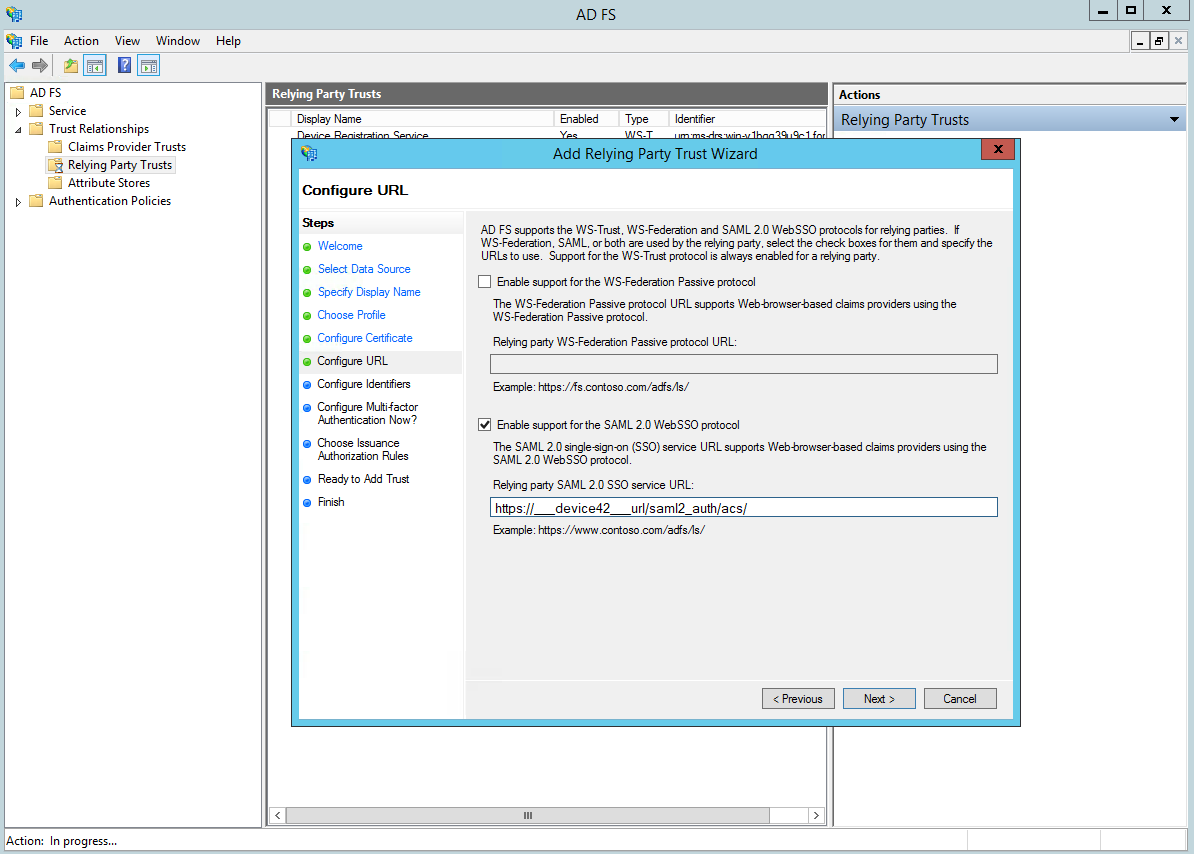 AD FS
File Action View Window Help
AD FS
Service
Trust Relationships
Claims Provider Trusts
Relying Party Trusts
Attribute Stores
Authentication Policies
Relying Party Trusts
Display Name Enabled Type Identifier
Device Registration Service Yes WS-T
Actions
Relying Party Trusts
Add Relying Party Trust Wizard
Configure URL
Steps
Welcome
Select Data Source
Specify Display Name
Choose Profile
Configure Certificate
Configure URL
Configure Identifiers
Configure Multi-factor
Authentication Now?
Choose Issuance
Authorization Rules
Ready to Add Trust
Finish
AD FS supports the WS-Trust, WS-Federation and SAML 2.0 WebSSO protocols for relying parties. If
WS-Federation, SAML, or both are used by the relying party, select the check boxes for them and specify the
URLs to use. Support for the WS-Trust protocol is always enabled for a relying party.
Enable support for the WS-Federation Passive protocol
The WS-Federation Passive protocol URL supports Web-browser-based claims providers using the
WS-Federation Passive protocol.
Relying party WS-Federation Passive protocol URL:
Example: https://fs.contoso.com/adfs/ls/
Enable support for the SAML 2.0 WebSSO protocol
The SAML 2.0 single-sign-on (SSO) service URL supports Web-browser-based claims providers using the
SAML 2.0 WebSSO protocol.
Relying party SAML 2.0 SSO service URL:
https://___device42___url/saml2_auth/acs/
Example: https://www.contoso.com/adfs/ls/
< Previous Next > Cancel
Action: In progress...